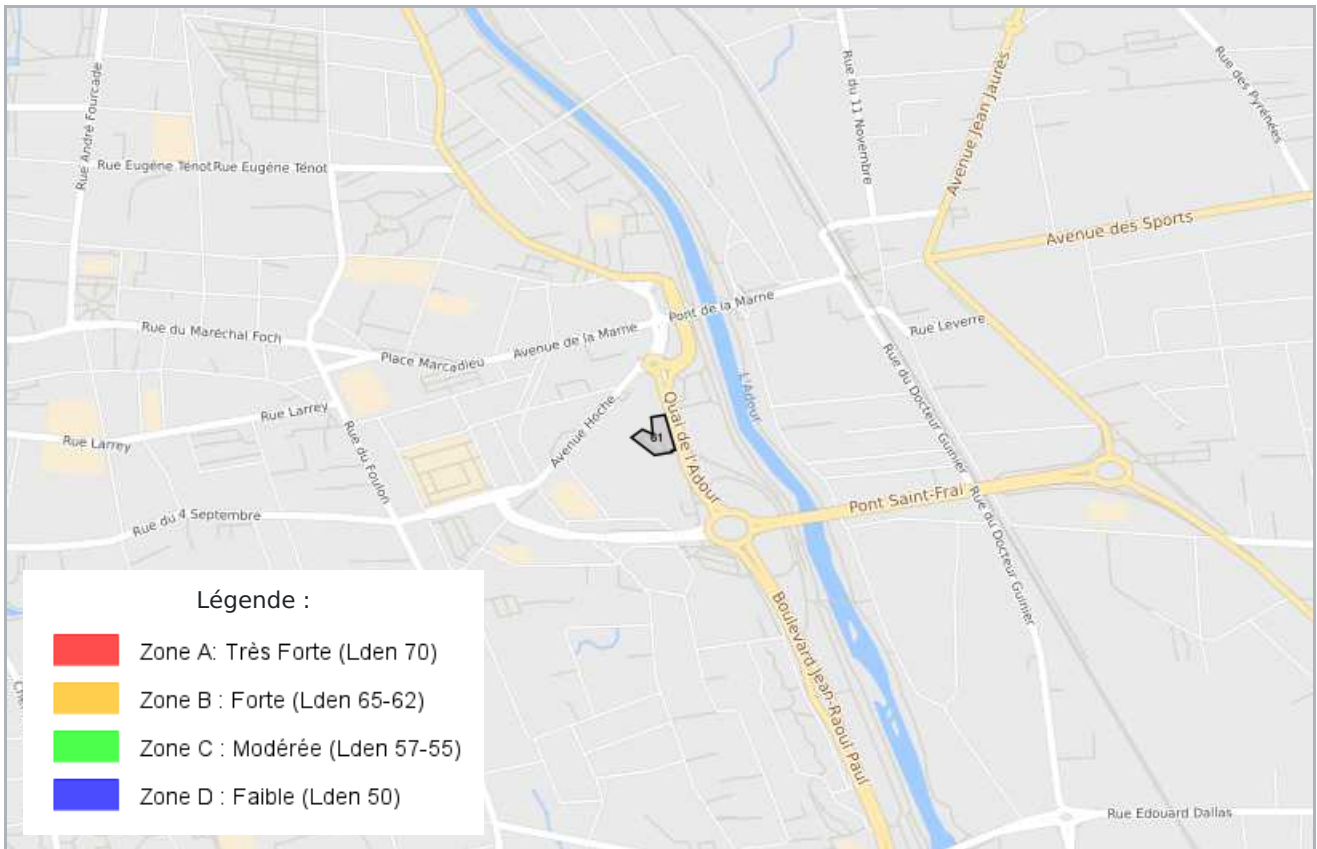 Rue André Fourcade
Rue Eugène Ténot
Rue Eugène Ténot
Rue du 11 Novembre
Avenue Jean Jaurès
Rue des Pyrénées
Avenue des Sports
Rue du Maréchal Foch
Place Marcadieu
Avenue de la Marne
Pont de la Marne
Rue Leverre
Rue Larrey
Rue Larrey
Rue du Foulon
Avenue Hoche
Quai de l'Adour
L'Adour
61
Rue du Docteur Guinier
Rue du Docteur Guinier
Rue du 4 Septembre
Pont Saint-Frai
Boulevard Jean-Raoul Paul
Rue Edouard Dallas
Légende :
Zone A: Très Forte (Lden 70)
Zone B : Forte (Lden 65-62)
Zone C : Modérée (Lden 57-55)
Zone D : Faible (Lden 50)